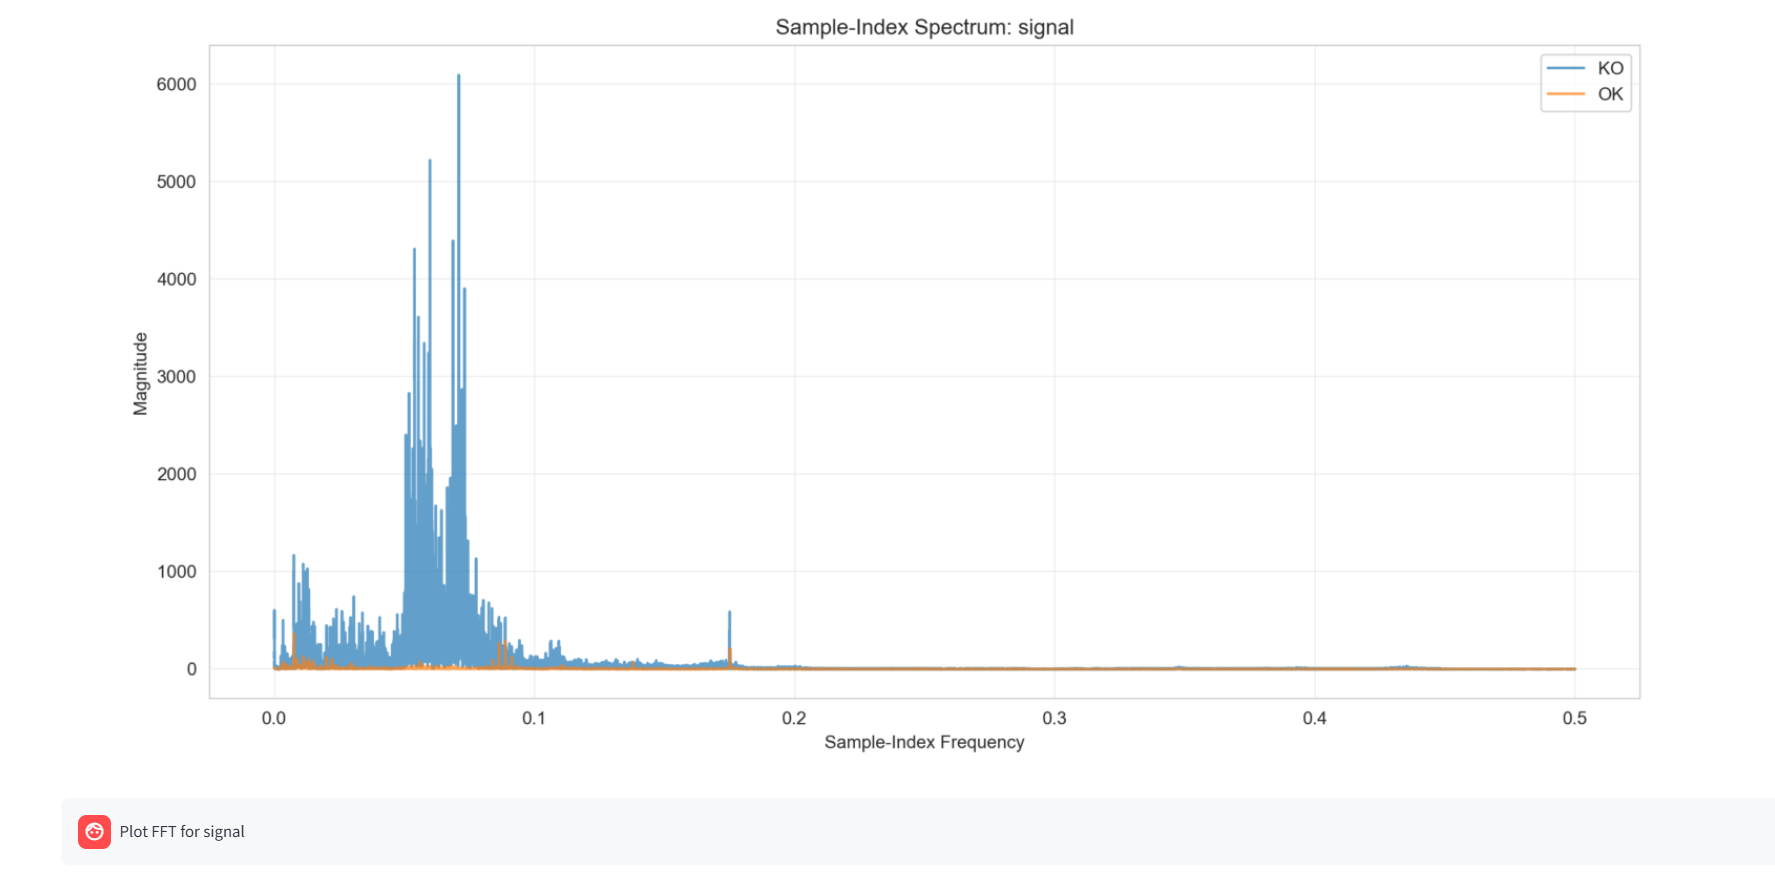 Sample-Index Spectrum: signal
KO
OK
6000
5000
4000
3000
2000
1000
0
Magnitude
0.0 0.1 0.2 0.3 0.4 0.5
Sample-Index Frequency
Plot FFT for signal